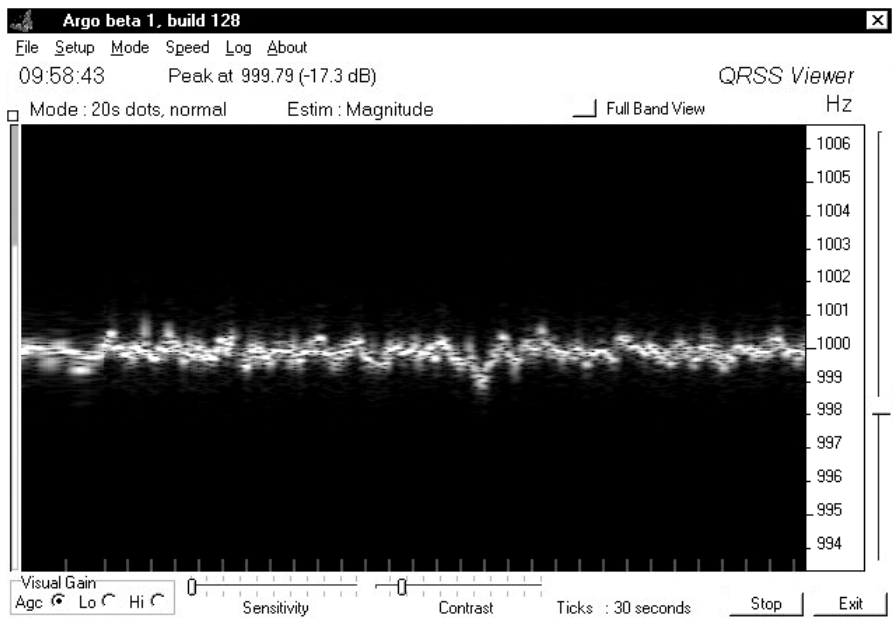 Argo beta 1, build 128
File Setup Mode Speed Log About
09:58:43 Peak at 999.79 (-17.3 dB) QRSS Viewer
Mode : 20s dots, normal Estim : Magnitude Full Band View Hz
1006
1005
1004
1003
1002
1001
1000
999
998
997
996
995
994
Visual Gain
Agc Lo Hi Sensitivity Contrast Ticks : 30 seconds Stop Exit